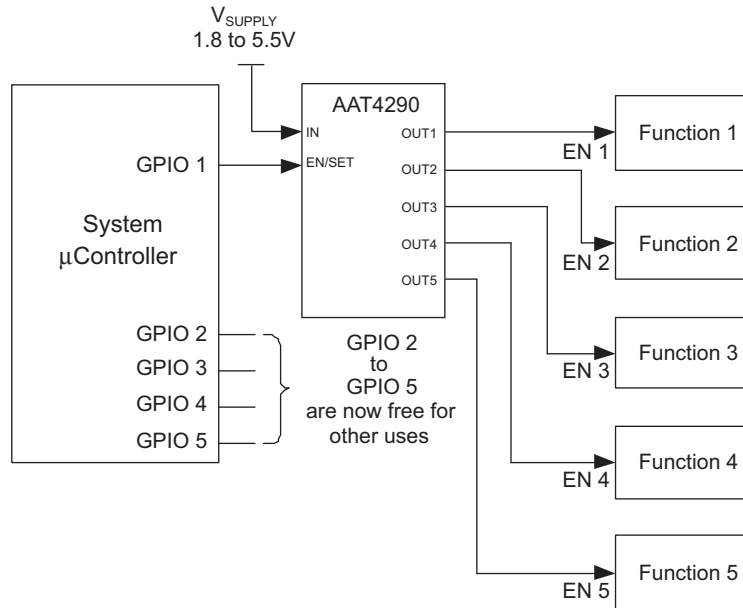 VSUPPLY
1.8 to 5.5V
AAT4290
IN
EN/SET
OUT1
OUT2
OUT3
OUT4
OUT5
GPIO 1
System
μController
GPIO 2
GPIO 3
GPIO 4
GPIO 5
GPIO 2
to
GPIO 5
are now free for
other uses
EN 1
Function 1
EN 2
Function 2
EN 3
Function 3
EN 4
Function 4
EN 5
Function 5